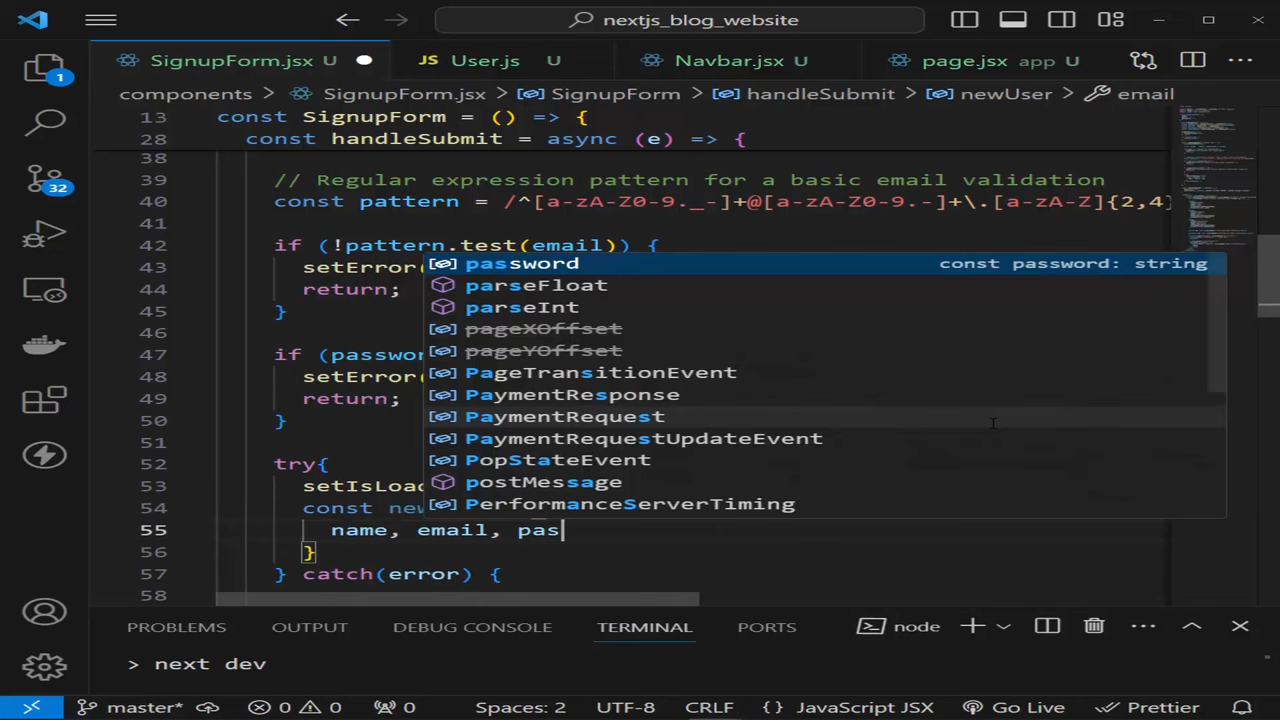 nextjs_blog_website
1
SignupForm.jsx U
JS User.js U
Navbar.jsx U
page.jsx app U
components > SignupForm.jsx > SignupForm > handleSubmit > newUser > email
13 const SignupForm = () => {
28 const handleSubmit = async (e) => {
38
39 // Regular expression pattern for a basic email validation
40 const pattern = /^[a-zA-Z0-9._-]+@[a-zA-Z0-9.-]+\.[a-zA-Z]{2,4}
41
42 if (!pattern.test(email)) {
43 setError(
44 return;
45 }
46
47 if (passwor
48 setError(
49 return;
50 }
51
52 try{
53 setIsLoad
54 const new
55 name, email, pas
56 }
57 } catch(error) {
58
password const password: string
parseFloat
parseInt
pageXOffset
pageYOffset
PageTransitionEvent
PaymentResponse
PaymentRequest
PaymentRequestUpdateEvent
PopStateEvent
postMessage
PerformanceServerTiming
32
PROBLEMS OUTPUT DEBUG CONSOLE TERMINAL PORTS node
> next dev
master* 0 0 0 Spaces: 2 UTF-8 CRLF {} JavaScript JSX Go Live Prettier